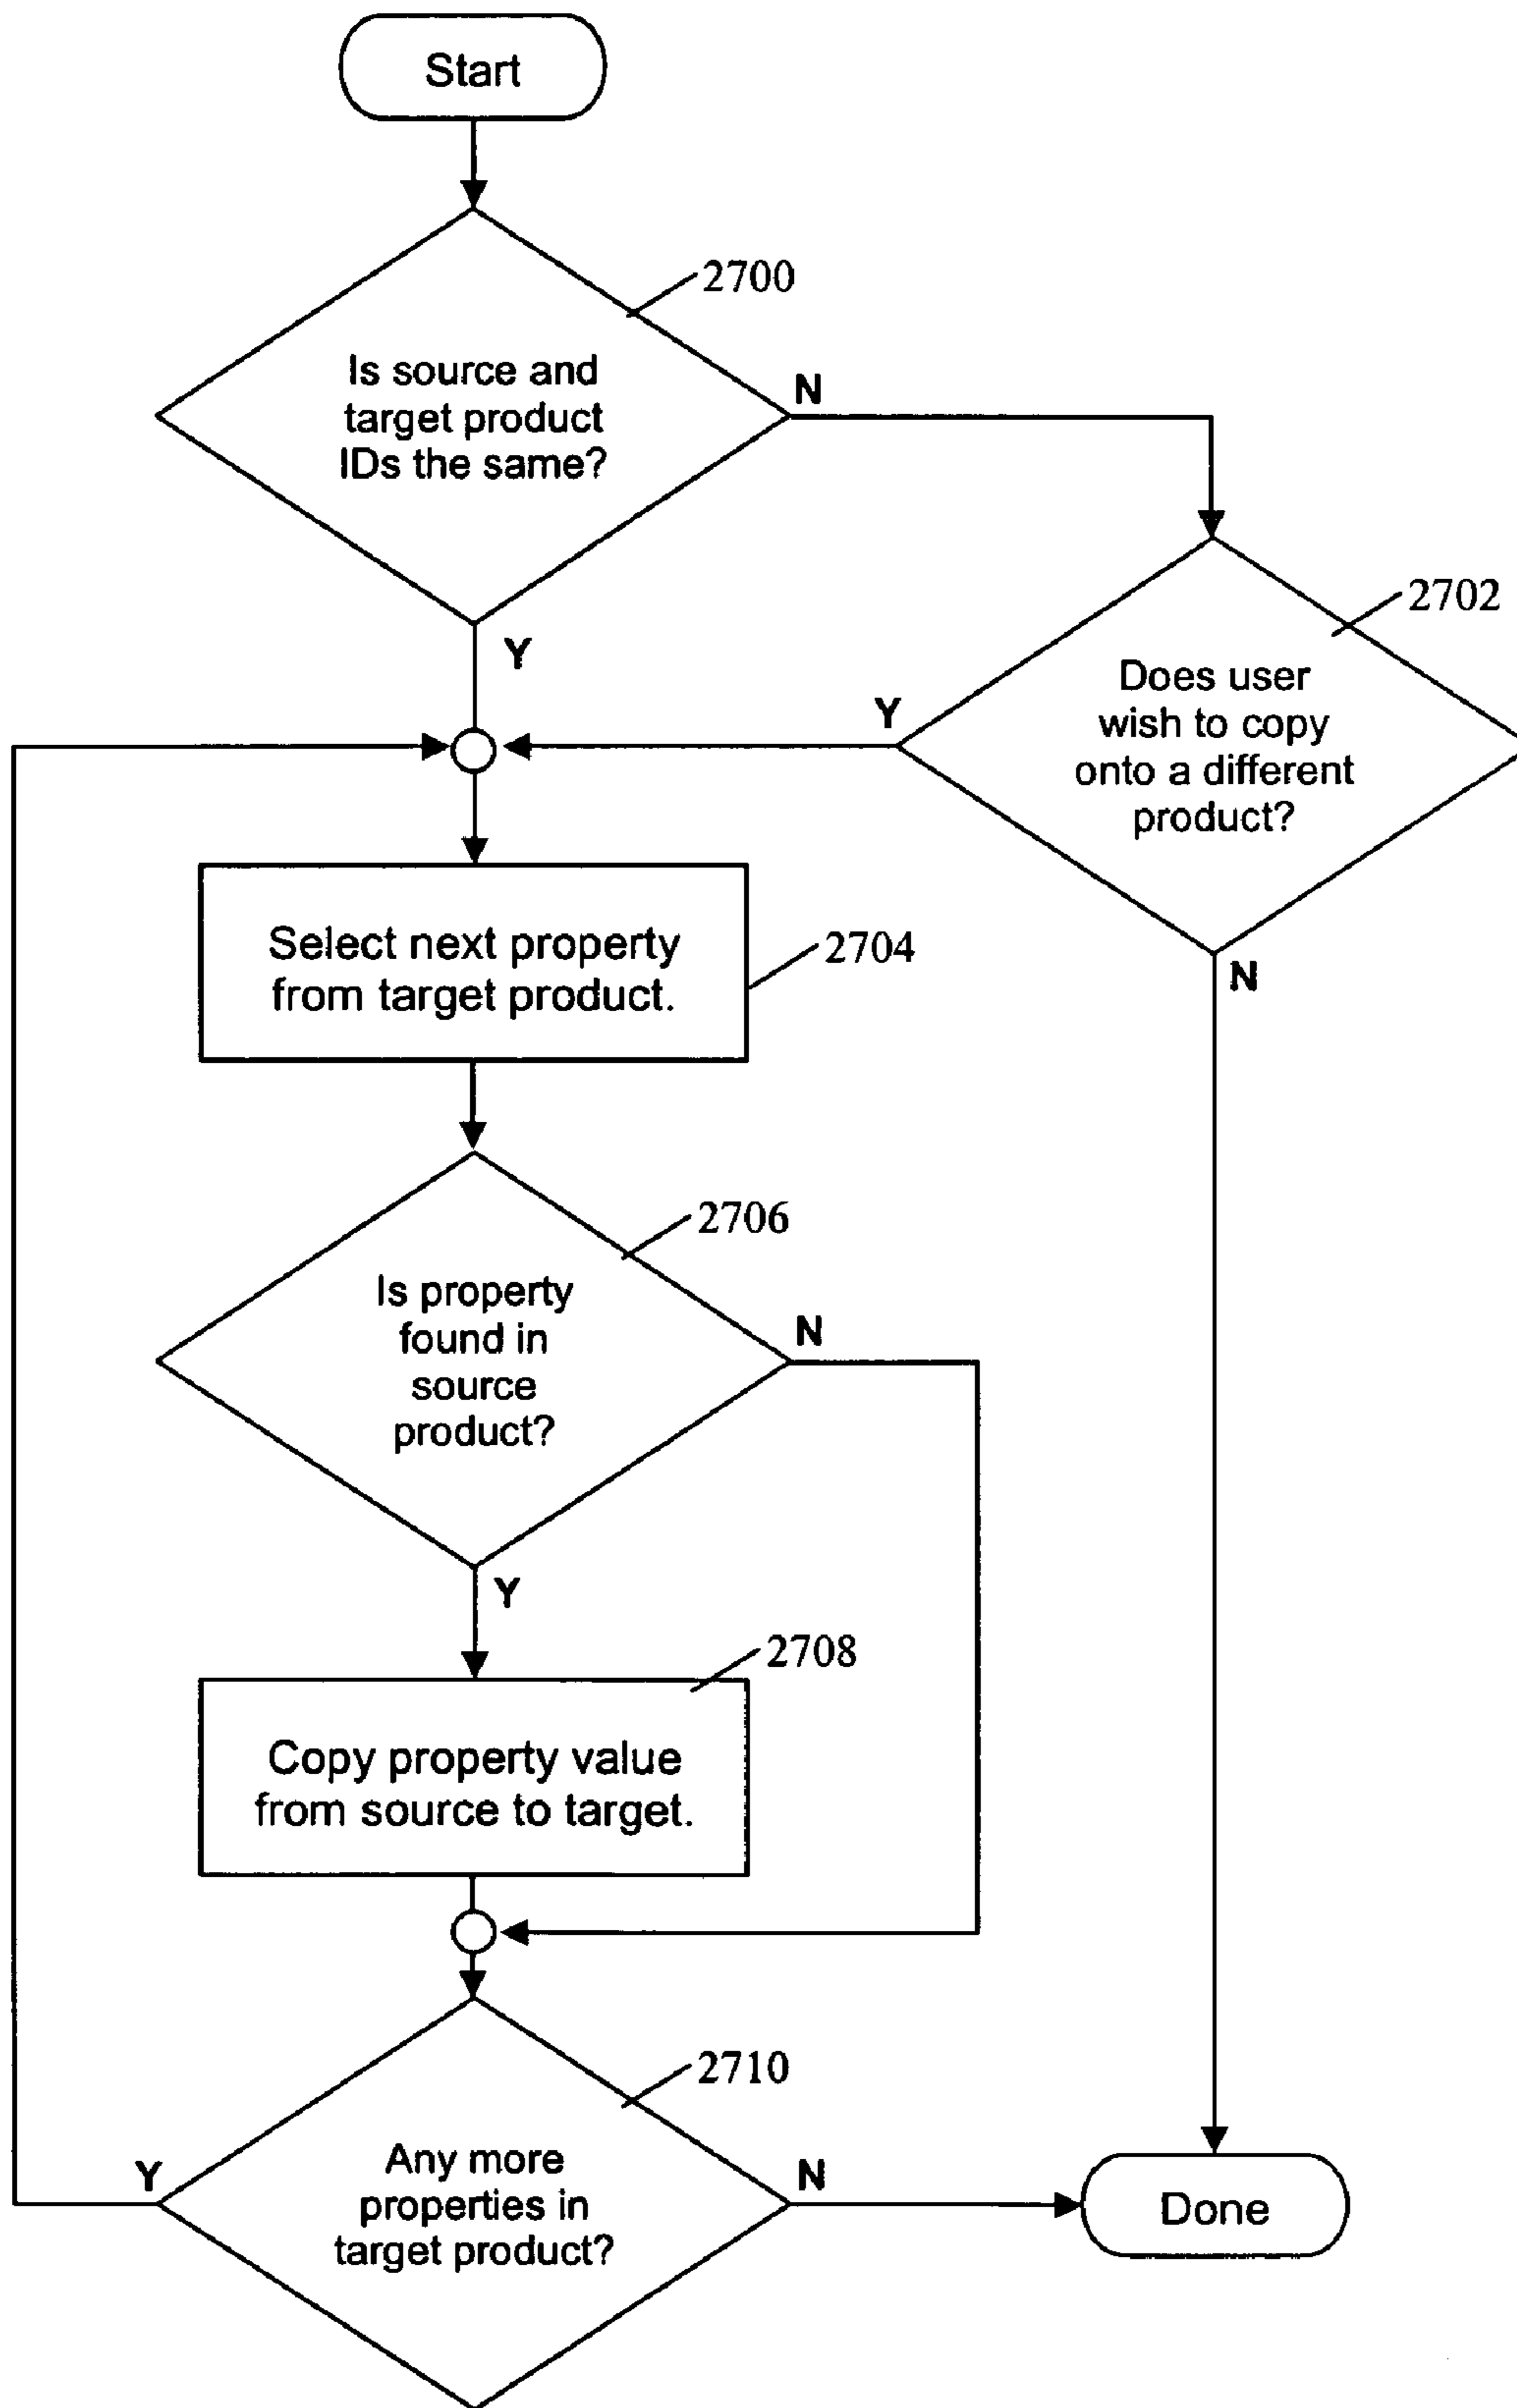 Start
2700
Is source and
target product
IDs the same?
N
Y
2702
Does user
wish to copy
onto a different
product?
Y
N
Select next property
from target product.
2704
2706
Is property
found in
source
product?
N
Y
2708
Copy property value
from source to target.
2710
Any more
properties in
target product?
Y
N
Done